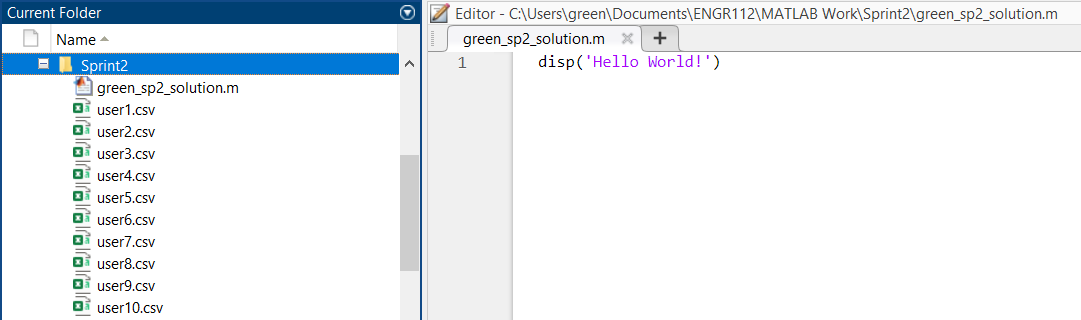 Current Folder
Name
Sprint2
green_sp2_solution.m
user1.csv
user2.csv
user3.csv
user4.csv
user5.csv
user6.csv
user7.csv
user8.csv
user9.csv
user10.csv
Editor - C:\Users\green\Documents\ENGR112\MATLAB Work\Sprint2\green_sp2_solution.m
green_sp2_solution.m
1 disp('Hello World!')